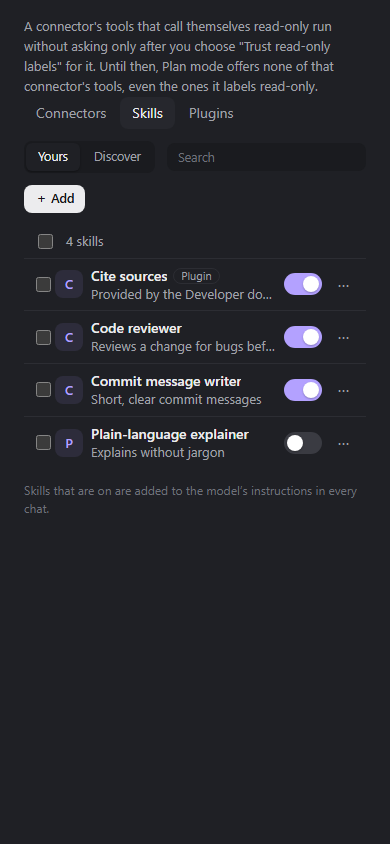 A connector's tools that call themselves read-only run
without asking only after you choose "Trust read-only
labels" for it. Until then, Plan mode offers none of that
connector's tools, even the ones it labels read-only.
Connectors Skills Plugins
Yours Discover Search
+ Add
4 skills
C Cite sources Plugin
Provided by the Developer do...
C Code reviewer
Reviews a change for bugs bef...
C Commit message writer
Short, clear commit messages
P Plain-language explainer
Explains without jargon
Skills that are on are added to the model's instructions in every
chat.